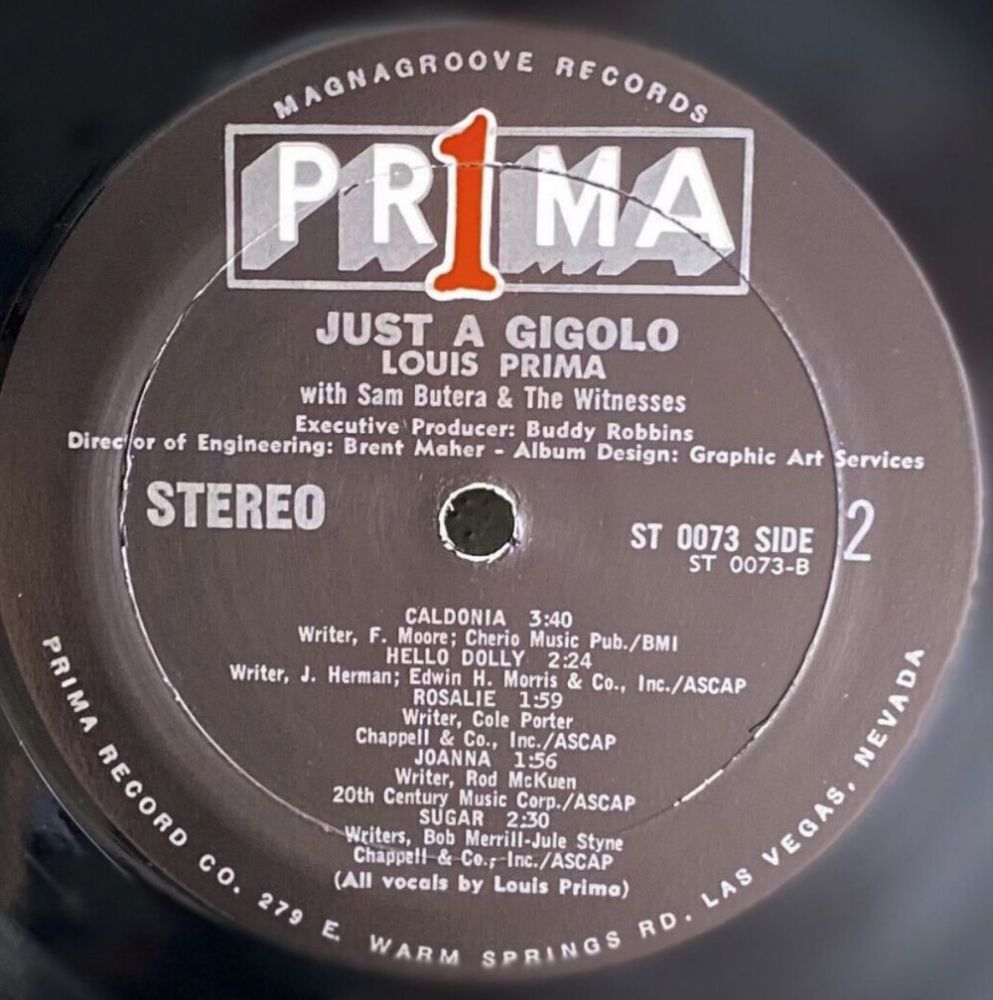 MAGNAGROOVE RECORDS
PR1MA
JUST A GIGOLO
LOUIS PRIMA
with Sam Butera & The Witnesses
Executive Producer: Buddy Robbins
Director of Engineering: Brent Maher - Album Design: Graphic Art Services
STEREO
ST 0073 SIDE 2
ST 0073-B
CALDONIA 3:40
Writer, F. Moore; Cherio Music Pub./BMI
HELLO DOLLY 2:24
Writer, J. Herman; Edwin H. Morris & Co., Inc./ASCAP
ROSALIE 1:59
Writer, Cole Porter
Chappell & Co., Inc./ASCAP
JOANNA 1:56
Writer, Rod McKuen
20th Century Music Corp./ASCAP
SUGAR 2:30
Writers, Bob Merrill-Jule Styne
Chappell & Co., Inc./ASCAP
(All vocals by Louis Prima)
PRIMA RECORD CO. 279 E. WARM SPRINGS RD. LAS VEGAS, NEVADA